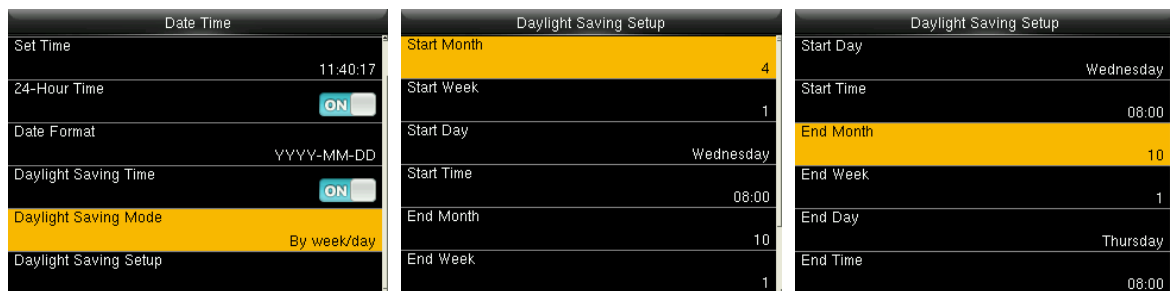 Date Time
Set Time
11:40:17
24-Hour Time
ON
Date Format
YYYY-MM-DD
Daylight Saving Time
ON
Daylight Saving Mode
By week/day
Daylight Saving Setup
Daylight Saving Setup
Start Month
4
Start Week
1
Start Day
Wednesday
Start Time
08:00
End Month
10
End Week
1
Daylight Saving Setup
Start Day
Wednesday
Start Time
08:00
End Month
10
End Week
1
End Day
Thursday
End Time
08:00